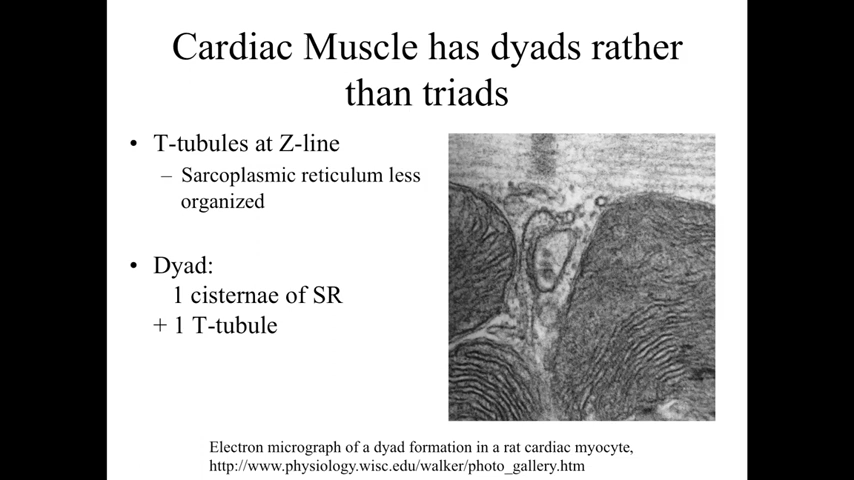 Cardiac Muscle has dyads rather
than triads
• T-tubules at Z-line
– Sarcoplasmic reticulum less
organized
• Dyad:
1 cisternae of SR
+ 1 T-tubule
Electron micrograph of a dyad formation in a rat cardiac myocyte,
http://www.physiology.wisc.edu/walker/photo_gallery.htm